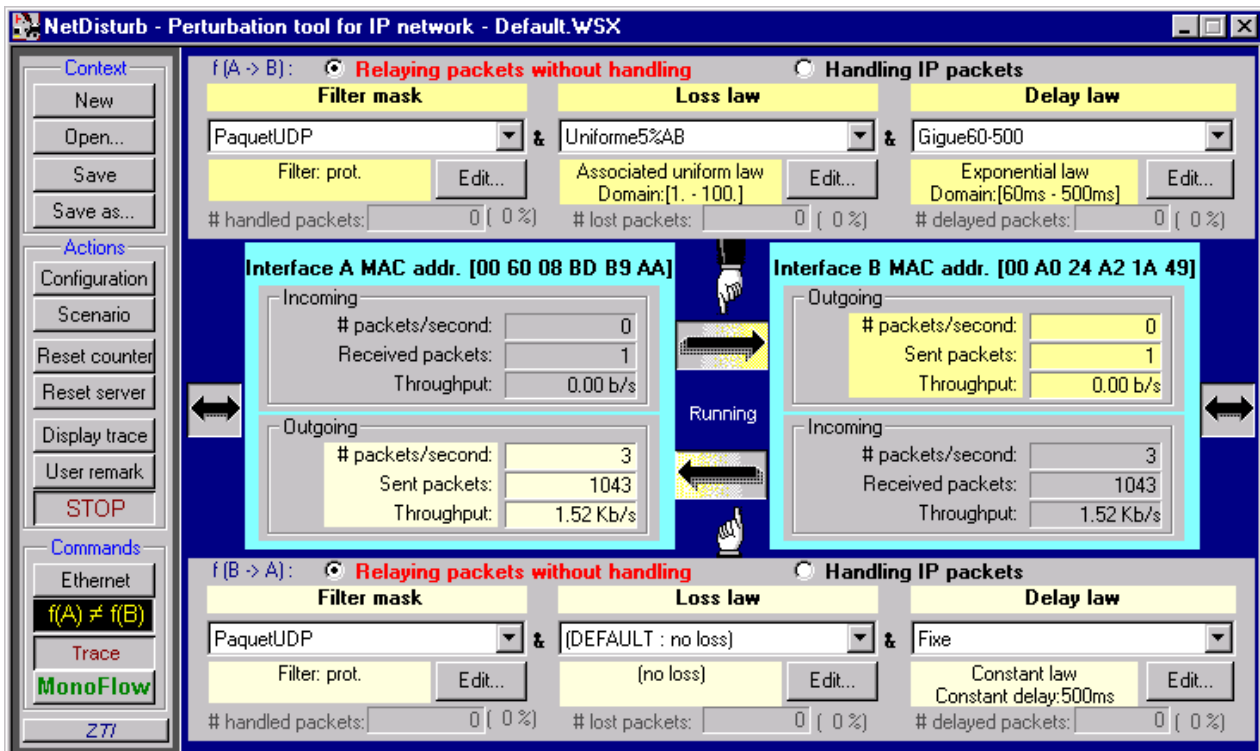 NetDisturb - Perturbation tool for IP network - Default.WSX
Context
New
Open...
Save
Save as...
Actions
Configuration
Scenario
Reset counter
Reset server
Display trace
User remark
STOP
Commands
Ethernet
f(A) ≠ f(B)
Trace
MonoFlow
ZTI
f (A -> B) : Relaying packets without handling Handling IP packets
Filter mask Loss law Delay law
PaquetUDP & Uniforme5%AB & Gigue60-500
Filter: prot. Edit... Associated uniform law Edit... Exponential law Edit...
Domain:[1. - 100.] Domain:[60ms - 500ms]
# handled packets: 0 ( 0 %) # lost packets: 0 ( 0 %) # delayed packets: 0 ( 0 %)
Interface A MAC addr. [00 60 08 BD B9 AA]
Incoming
# packets/second: 0
Received packets: 1
Throughput: 0.00 b/s
Outgoing
# packets/second: 3
Sent packets: 1043
Throughput: 1.52 Kb/s
Running
Interface B MAC addr. [00 A0 24 A2 1A 49]
Outgoing
# packets/second: 0
Sent packets: 1
Throughput: 0.00 b/s
Incoming
# packets/second: 3
Received packets: 1043
Throughput: 1.52 Kb/s
f (B -> A) : Relaying packets without handling Handling IP packets
Filter mask Loss law Delay law
PaquetUDP & (DEFAULT : no loss) & Fixe
Filter: prot. Edit... (no loss) Edit... Constant law Edit...
Constant delay:500ms
# handled packets: 0 ( 0 %) # lost packets: 0 ( 0 %) # delayed packets: 0 ( 0 %)